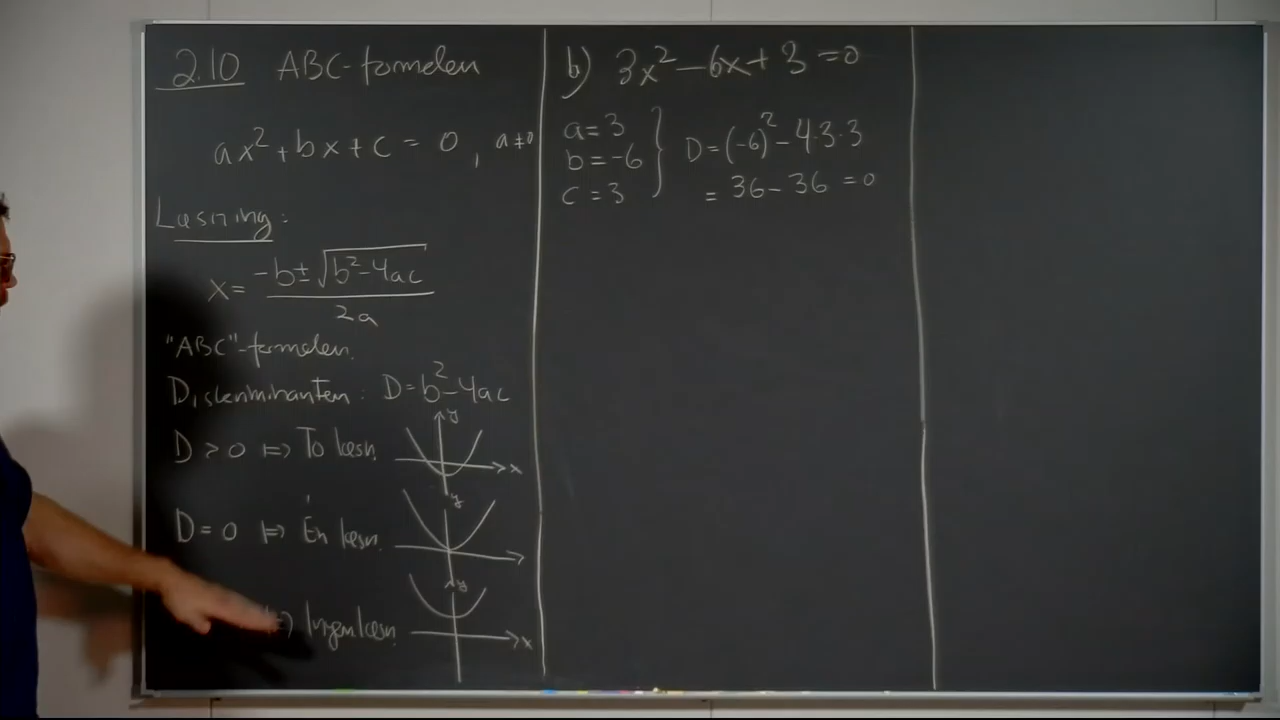 2.10 ABC-formelen
ax²+bx+c = 0, a≠0
Løsning:
x = (-b±√(b²-4ac))/2a
"ABC"-formelen.
Diskriminanten: D=b²-4ac
D > 0 ⇔ To løsn. y x
D = 0 ⇔ Én løsn. y
⇔ Ingen løsn. y x
b) 3x²-6x+3=0
a=3
b=-6
c=3
D=(-6)²-4·3·3
= 36-36 = 0